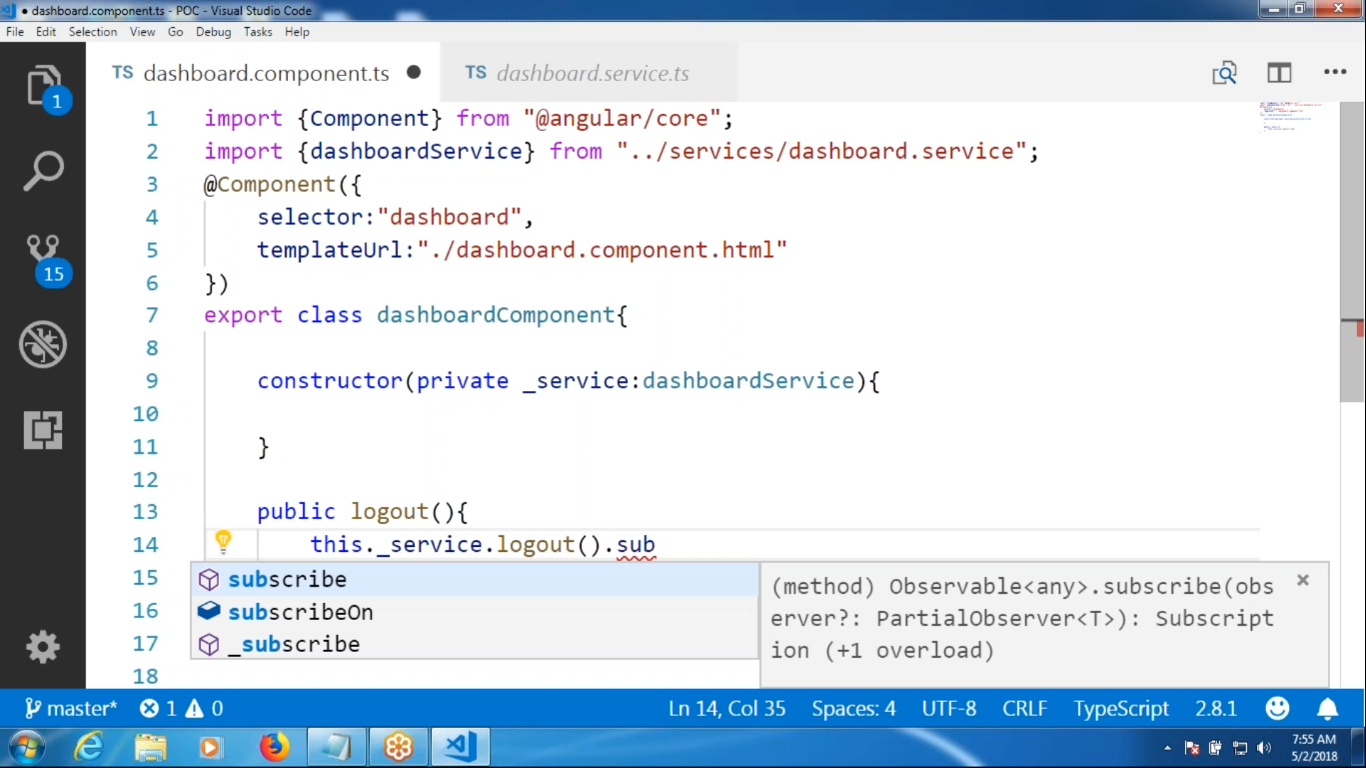 ● dashboard.component.ts - POC - Visual Studio Code
File Edit Selection View Go Debug Tasks Help
TS dashboard.component.ts ●
TS dashboard.service.ts
1
15
1 import {Component} from "@angular/core";
2 import {dashboardService} from "../services/dashboard.service";
3 @Component({
4 selector:"dashboard",
5 templateUrl:"./dashboard.component.html"
6 })
7 export class dashboardComponent{
8
9 constructor(private _service:dashboardService){
10
11 }
12
13 public logout(){
14 this._service.logout().sub
15
16
17
18
subscribe
subscribeOn
_subscribe
(method) Observable<any>.subscribe(obs
erver?: PartialObserver<T>): Subscript
ion (+1 overload)
master* 1 0 Ln 14, Col 35 Spaces: 4 UTF-8 CRLF TypeScript 2.8.1
7:55 AM
5/2/2018